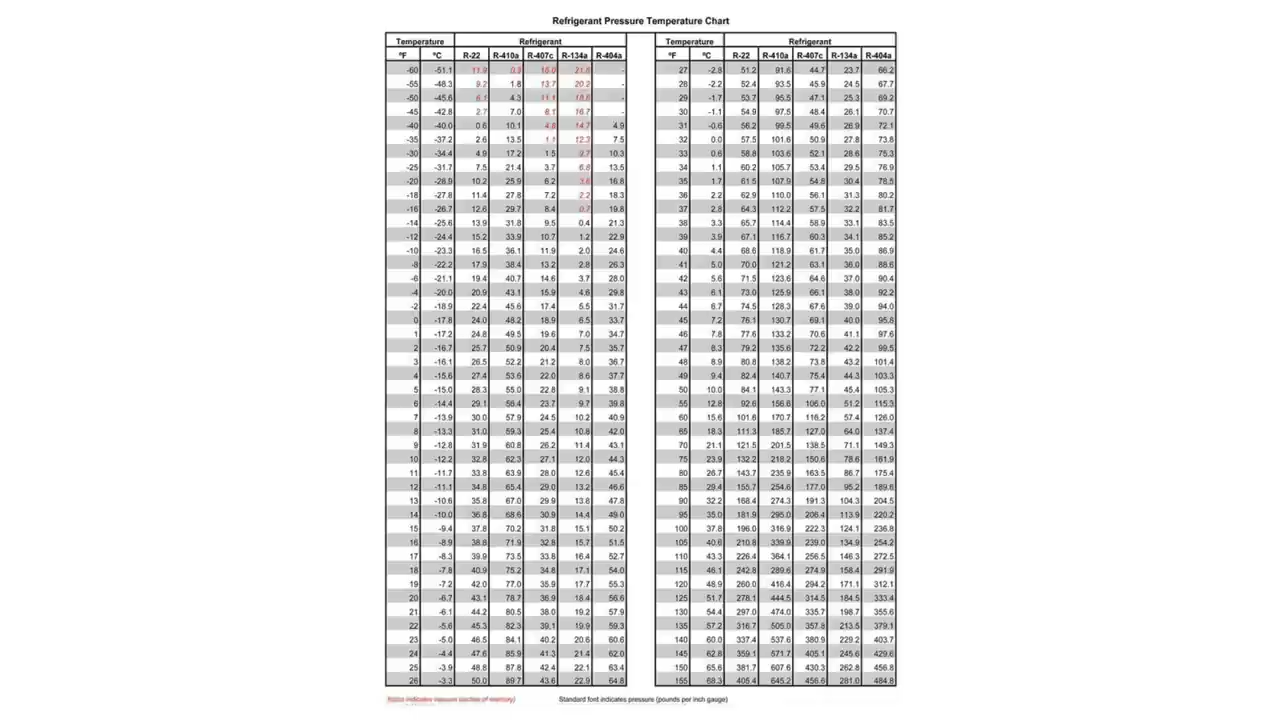 Refrigerant Pressure Temperature Chart
Temperature Refrigerant Temperature Refrigerant
°F °C R-22 R-410a R-407c R-134a R-404a °F °C R-22 R-410a R-407c R-134a R-404a
-60 -51.1 11.9 0.9 16.0 21.6 - 27 -2.8 51.2 91.6 44.7 23.7 66.2
-55 -48.3 9.2 1.8 13.7 20.2 - 28 -2.2 52.4 93.5 45.9 24.5 67.7
-50 -45.6 6.1 4.3 11.1 18.6 - 29 -1.7 53.7 95.5 47.1 25.3 69.2
-45 -42.8 2.7 7.0 8.1 16.7 - 30 -1.1 54.9 97.5 48.4 26.1 70.7
-40 -40.0 0.6 10.1 4.8 14.7 4.9 31 -0.6 56.2 99.5 49.6 26.9 72.1
-35 -37.2 2.6 13.5 1.1 12.3 7.5 32 0.0 57.5 101.6 50.9 27.8 73.8
-30 -34.4 4.9 17.2 1.5 9.7 10.3 33 0.6 58.8 103.6 52.1 28.6 75.3
-25 -31.7 7.5 21.4 3.7 6.8 13.5 34 1.1 60.2 105.7 53.4 29.5 76.9
-20 -28.9 10.2 25.9 6.2 3.6 16.8 35 1.7 61.5 107.9 54.8 30.4 78.5
-18 -27.8 11.4 27.8 7.2 2.2 18.3 36 2.2 62.9 110.0 56.1 31.3 80.2
-16 -26.7 12.6 29.7 8.4 0.7 19.8 37 2.8 64.3 112.2 57.5 32.2 81.7
-14 -25.6 13.9 31.8 9.5 0.4 21.3 38 3.3 65.7 114.4 58.9 33.1 83.5
-12 -24.4 15.2 33.9 10.7 1.2 22.9 39 3.9 67.1 116.7 60.3 34.1 85.2
-10 -23.3 16.5 36.1 11.9 2.0 24.6 40 4.4 68.6 118.9 61.7 35.0 86.9
-8 -22.2 17.9 38.4 13.2 2.8 26.3 41 5.0 70.0 121.2 63.1 36.0 88.6
-6 -21.1 19.4 40.7 14.6 3.7 28.0 42 5.6 71.5 123.6 64.6 37.0 90.4
-4 -20.0 20.9 43.1 15.9 4.6 29.8 43 6.1 73.0 125.9 66.1 38.0 92.2
-2 -18.9 22.4 45.6 17.4 5.5 31.7 44 6.7 74.5 128.3 67.6 39.0 94.0
0 -17.8 24.0 48.2 18.9 6.5 33.7 45 7.2 76.1 130.7 69.1 40.0 95.8
1 -17.2 24.8 49.5 19.6 7.0 34.7 46 7.8 77.6 133.2 70.6 41.1 97.6
2 -16.7 25.7 50.9 20.4 7.5 35.7 47 8.3 79.2 135.6 72.2 42.2 99.5
3 -16.1 26.5 52.2 21.2 8.0 36.7 48 8.9 80.8 138.2 73.8 43.2 101.4
4 -15.6 27.4 53.6 22.0 8.6 37.7 49 9.4 82.4 140.7 75.4 44.3 103.3
5 -15.0 28.3 55.0 22.8 9.1 38.8 50 10.0 84.1 143.3 77.1 45.4 105.3
6 -14.4 29.1 56.4 23.7 9.7 39.8 55 12.8 92.6 156.6 106.0 51.2 115.3
7 -13.9 30.0 57.9 24.5 10.2 40.9 60 15.6 101.6 170.7 116.2 57.4 126.0
8 -13.3 31.0 59.3 25.4 10.8 42.0 65 18.3 111.3 185.7 127.0 64.0 137.4
9 -12.8 31.9 60.8 26.2 11.4 43.1 70 21.1 121.5 201.5 138.5 71.1 149.3
10 -12.2 32.8 62.3 27.1 12.0 44.3 75 23.9 132.2 218.2 150.6 78.6 161.9
11 -11.7 33.8 63.9 28.0 12.6 45.4 80 26.7 143.7 235.9 163.5 86.7 175.4
12 -11.1 34.8 65.4 29.0 13.2 46.6 85 29.4 155.7 254.6 177.0 95.2 189.6
13 -10.6 35.8 67.0 29.9 13.8 47.8 90 32.2 168.4 274.3 191.3 104.3 204.5
14 -10.0 36.8 68.6 30.9 14.4 49.0 95 35.0 181.9 295.0 206.4 113.9 220.2
15 -9.4 37.8 70.2 31.8 15.1 50.2 100 37.8 196.0 316.9 222.3 124.1 236.8
16 -8.9 38.8 71.9 32.8 15.7 51.5 105 40.6 210.8 339.9 239.0 134.9 254.2
17 -8.3 39.9 73.5 33.8 16.4 52.7 110 43.3 226.4 364.1 256.5 146.3 272.5
18 -7.8 40.9 75.2 34.8 17.1 54.0 115 46.1 242.8 289.6 274.9 158.4 291.9
19 -7.2 42.0 77.0 35.9 17.7 55.3 120 48.9 260.0 416.4 294.2 171.1 312.1
20 -6.7 43.1 78.7 36.9 18.4 56.6 125 51.7 278.1 444.5 314.5 184.5 333.4
21 -6.1 44.2 80.5 38.0 19.2 57.9 130 54.4 297.0 474.0 335.7 198.7 355.6
22 -5.6 45.3 82.3 39.1 19.9 59.3 135 57.2 316.7 505.0 357.8 213.5 379.1
23 -5.0 46.5 84.1 40.2 20.6 60.6 140 60.0 337.4 537.6 380.9 229.2 403.7
24 -4.4 47.6 85.9 41.3 21.4 62.0 145 62.8 359.1 571.7 405.1 245.6 429.6
25 -3.9 48.8 87.8 42.4 22.1 63.4 150 65.6 381.7 607.6 430.3 262.8 456.8
26 -3.3 50.0 89.7 43.6 22.9 64.8 155 68.3 405.4 645.2 456.6 281.0 484.8
indicates (inches of mercury) Standard font indicates pressure (pounds per inch gauge)